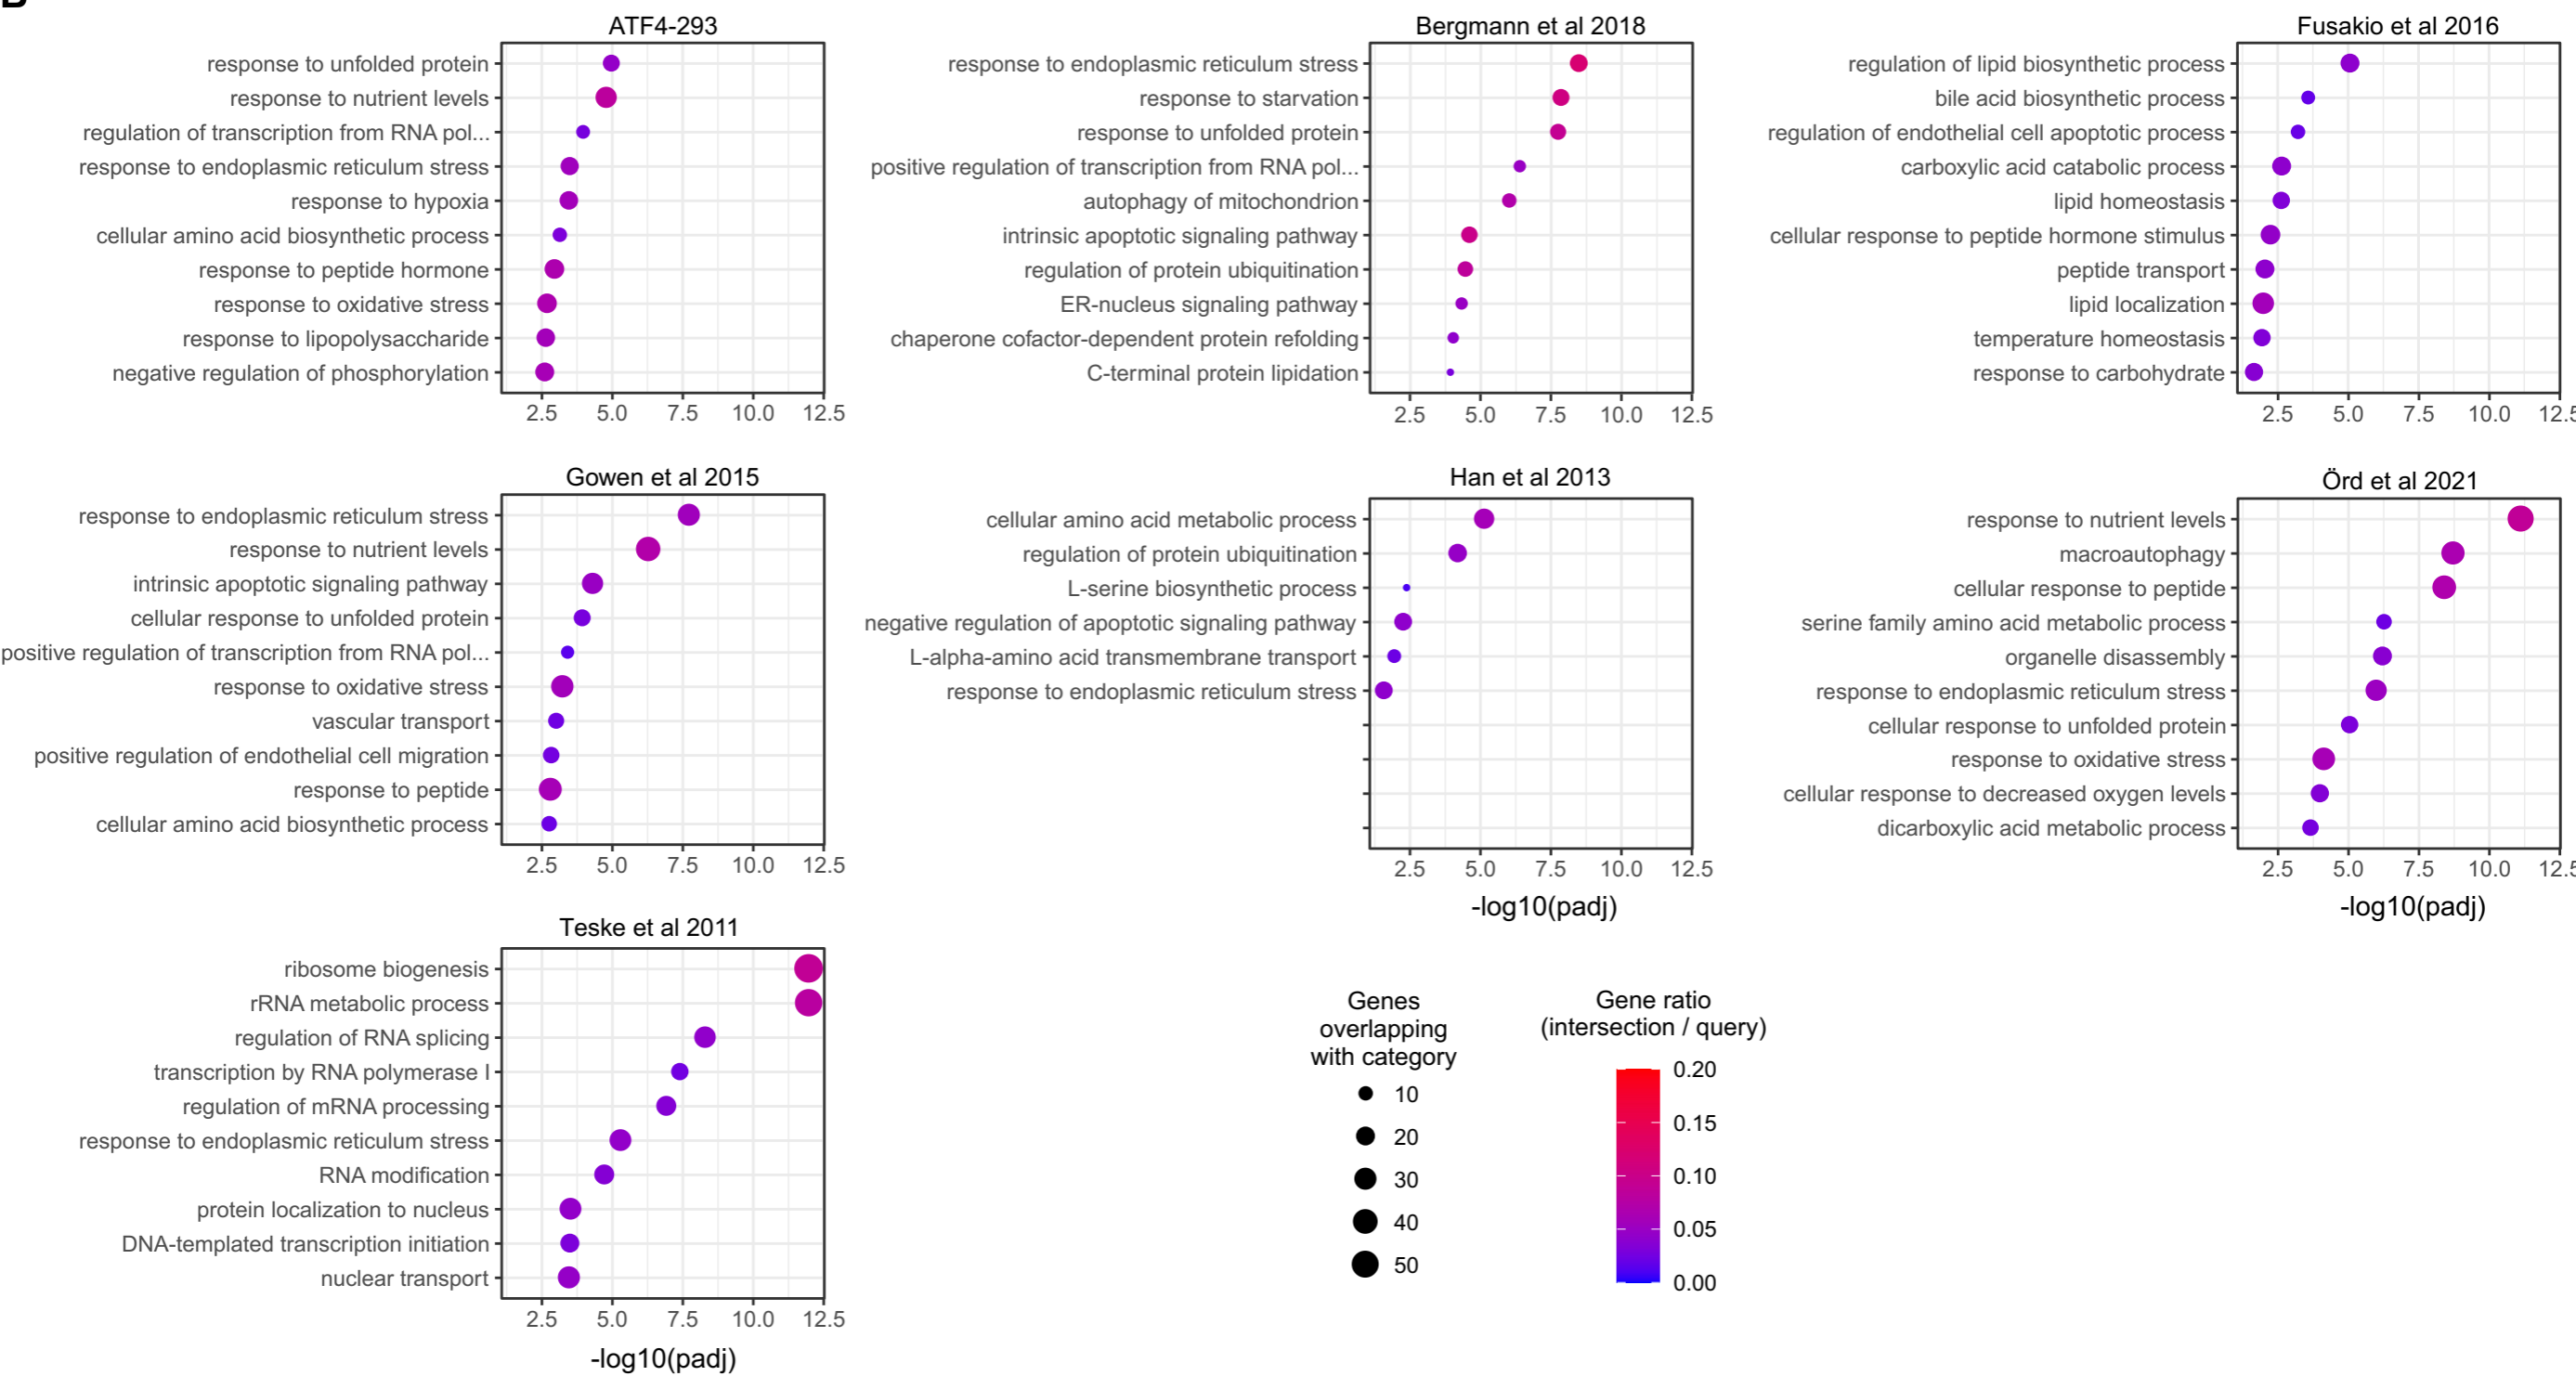 B
ATF4-293
response to unfolded protein
response to nutrient levels
regulation of transcription from RNA pol...
response to endoplasmic reticulum stress
response to hypoxia
cellular amino acid biosynthetic process
response to peptide hormone
response to oxidative stress
response to lipopolysaccharide
negative regulation of phosphorylation
2.5 5.0 7.5 10.0 12.5
Bergmann et al 2018
response to endoplasmic reticulum stress
response to starvation
response to unfolded protein
positive regulation of transcription from RNA pol...
autophagy of mitochondrion
intrinsic apoptotic signaling pathway
regulation of protein ubiquitination
ER-nucleus signaling pathway
chaperone cofactor-dependent protein refolding
C-terminal protein lipidation
2.5 5.0 7.5 10.0 12.5
Fusakio et al 2016
regulation of lipid biosynthetic process
bile acid biosynthetic process
regulation of endothelial cell apoptotic process
carboxylic acid catabolic process
lipid homeostasis
cellular response to peptide hormone stimulus
peptide transport
lipid localization
temperature homeostasis
response to carbohydrate
2.5 5.0 7.5 10.0 12.5
Gowen et al 2015
response to endoplasmic reticulum stress
response to nutrient levels
intrinsic apoptotic signaling pathway
cellular response to unfolded protein
positive regulation of transcription from RNA pol...
response to oxidative stress
vascular transport
positive regulation of endothelial cell migration
response to peptide
cellular amino acid biosynthetic process
2.5 5.0 7.5 10.0 12.5
Han et al 2013
cellular amino acid metabolic process
regulation of protein ubiquitination
L-serine biosynthetic process
negative regulation of apoptotic signaling pathway
L-alpha-amino acid transmembrane transport
response to endoplasmic reticulum stress
2.5 5.0 7.5 10.0 12.5
-log10(padj)
Örd et al 2021
response to nutrient levels
macroautophagy
cellular response to peptide
serine family amino acid metabolic process
organelle disassembly
response to endoplasmic reticulum stress
cellular response to unfolded protein
response to oxidative stress
cellular response to decreased oxygen levels
dicarboxylic acid metabolic process
2.5 5.0 7.5 10.0 12.5
-log10(padj)
Teske et al 2011
ribosome biogenesis
rRNA metabolic process
regulation of RNA splicing
transcription by RNA polymerase I
regulation of mRNA processing
response to endoplasmic reticulum stress
RNA modification
protein localization to nucleus
DNA-templated transcription initiation
nuclear transport
2.5 5.0 7.5 10.0 12.5
-log10(padj)
Genes
overlapping
with category
10
20
30
40
50
Gene ratio
(intersection / query)
0.20
0.15
0.10
0.05
0.00